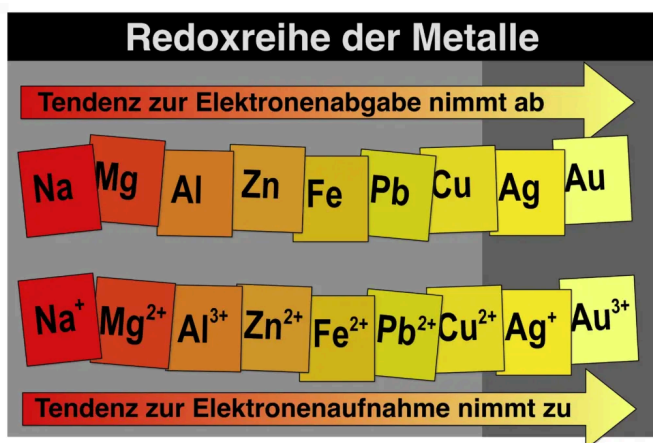 Redoxreihe der Metalle
Tendenz zur Elektronenabgabe nimmt ab
Na Mg Al Zn Fe Pb Cu Ag Au
Na⁺ Mg²⁺ Al³⁺ Zn²⁺ Fe²⁺ Pb²⁺ Cu²⁺ Ag⁺ Au³⁺
Tendenz zur Elektronenaufnahme nimmt zu